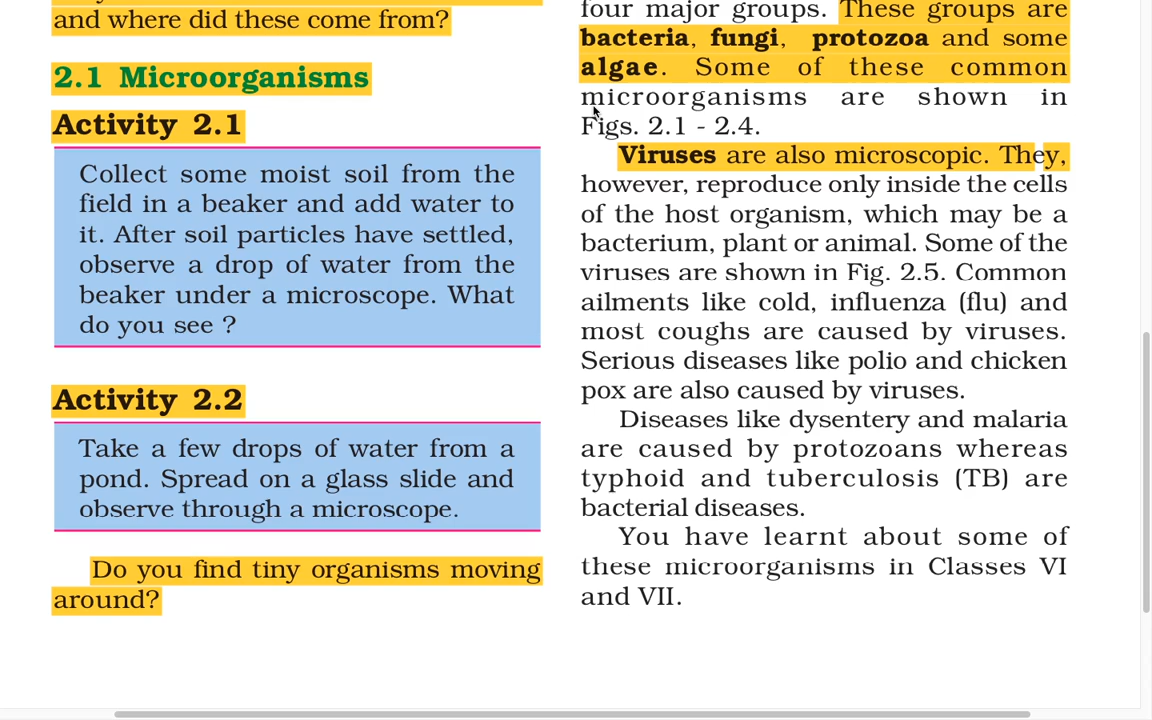 and where did these come from?
2.1 Microorganisms
Activity 2.1
Collect some moist soil from the
field in a beaker and add water to
it. After soil particles have settled,
observe a drop of water from the
beaker under a microscope. What
do you see ?
Activity 2.2
Take a few drops of water from a
pond. Spread on a glass slide and
observe through a microscope.
Do you find tiny organisms moving
around?
four major groups. These groups are
bacteria, fungi, protozoa and some
algae. Some of these common
microorganisms are shown in
Figs. 2.1 - 2.4.
Viruses are also microscopic. They,
however, reproduce only inside the cells
of the host organism, which may be a
bacterium, plant or animal. Some of the
viruses are shown in Fig. 2.5. Common
ailments like cold, influenza (flu) and
most coughs are caused by viruses.
Serious diseases like polio and chicken
pox are also caused by viruses.
Diseases like dysentery and malaria
are caused by protozoans whereas
typhoid and tuberculosis (TB) are
bacterial diseases.
You have learnt about some of
these microorganisms in Classes VI
and VII.